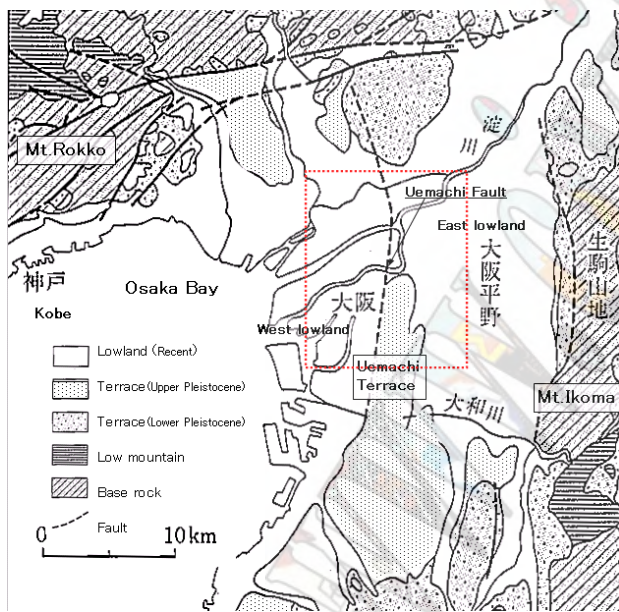 Mt.Rokko
淀
川
Uemachi Fault
East lowland
大阪平野
生駒山地
神戸
Osaka Bay
大阪
Kobe
West lowland
Lowland (Recent)
Uemachi
Terrace
Terrace(Upper Pleistocene)
Mt.Ikoma
大和川
Terrace(Lower Pleistocene)
Low mountain
Base rock
Fault
0 10km